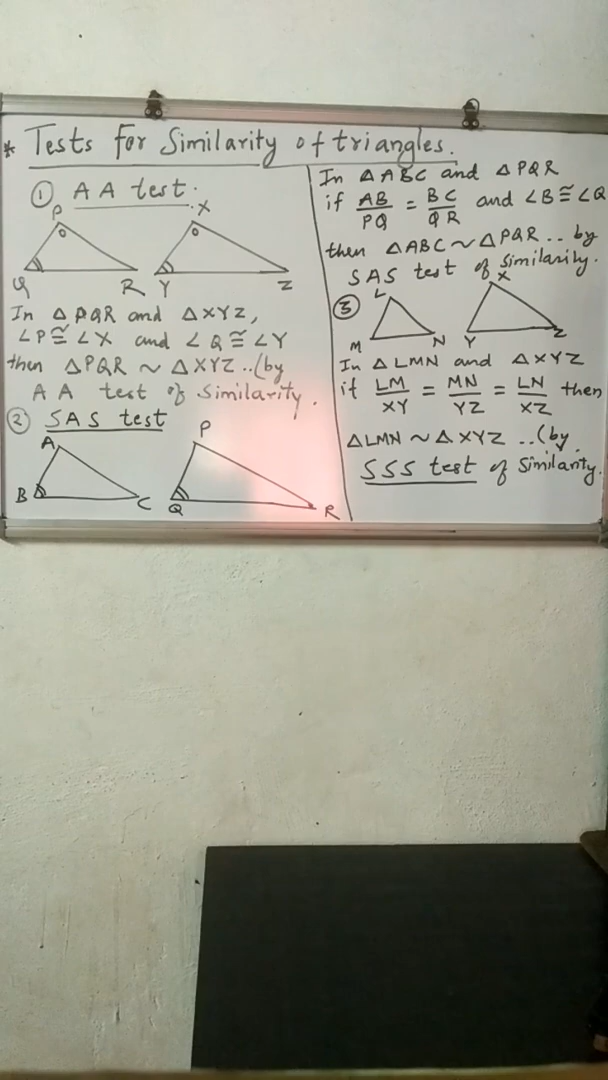 * Tests for Similarity of triangles.
① AA test.
P X
Q R Y Z
In △PQR and △XYZ,
∠P ≅ ∠X and ∠Q ≅ ∠Y
then △PQR ~ △XYZ ..(by
AA test of Similarity.
② SAS test
A P
B C Q R
In △ABC and △PQR
if AB/PQ = BC/QR and ∠B ≅ ∠Q
then △ABC ~ △PQR .. by
SAS test of Similarity.
③ L X
M N Y Z
In △LMN and △XYZ
if LM/XY = MN/YZ = LN/XZ then
△LMN ~ △XYZ ..(by
SSS test of Similarity.